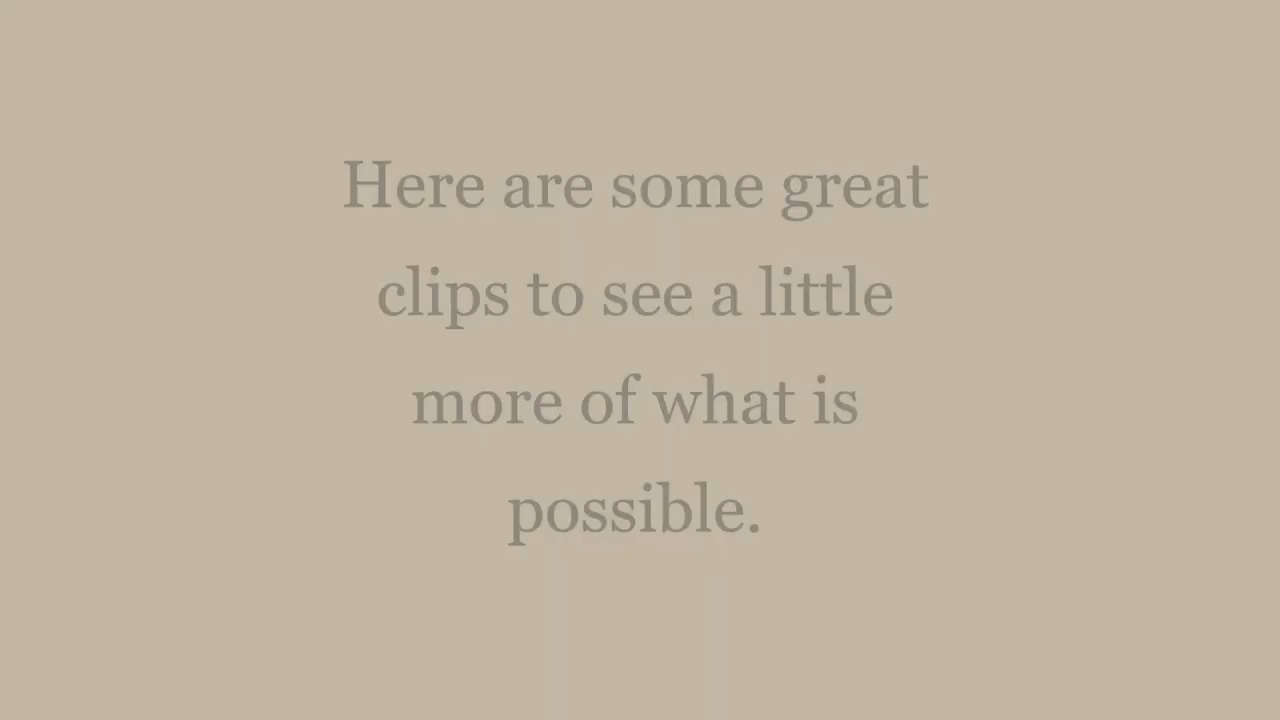 Here are some great
clips to see a little
more of what is
possible.